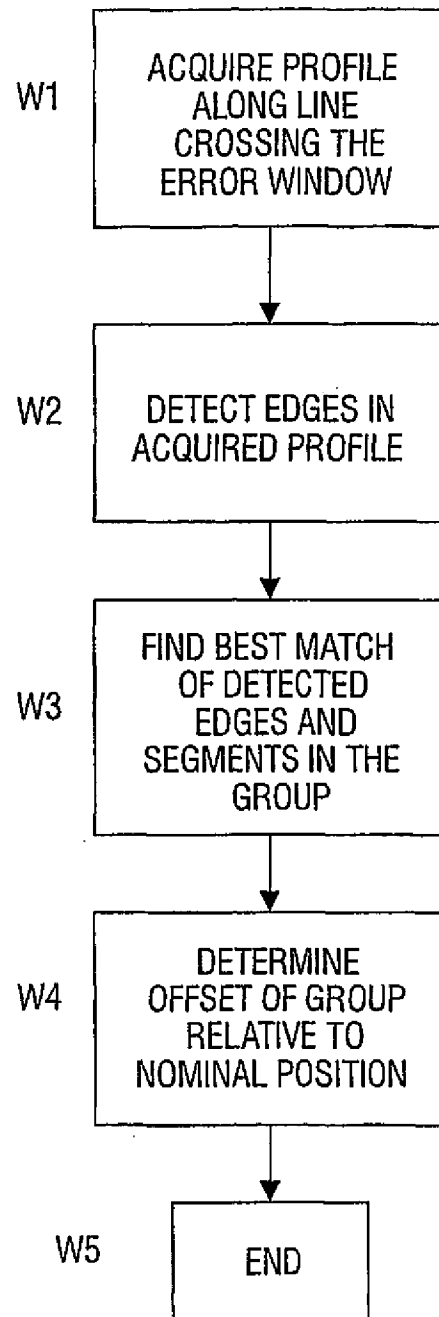 W1
ACQUIRE PROFILE
ALONG LINE
CROSSING THE
ERROR WINDOW
W2
DETECT EDGES IN
ACQUIRED PROFILE
W3
FIND BEST MATCH
OF DETECTED
EDGES AND
SEGMENTS IN THE
GROUP
W4
DETERMINE
OFFSET OF GROUP
RELATIVE TO
NOMINAL POSITION
W5
END